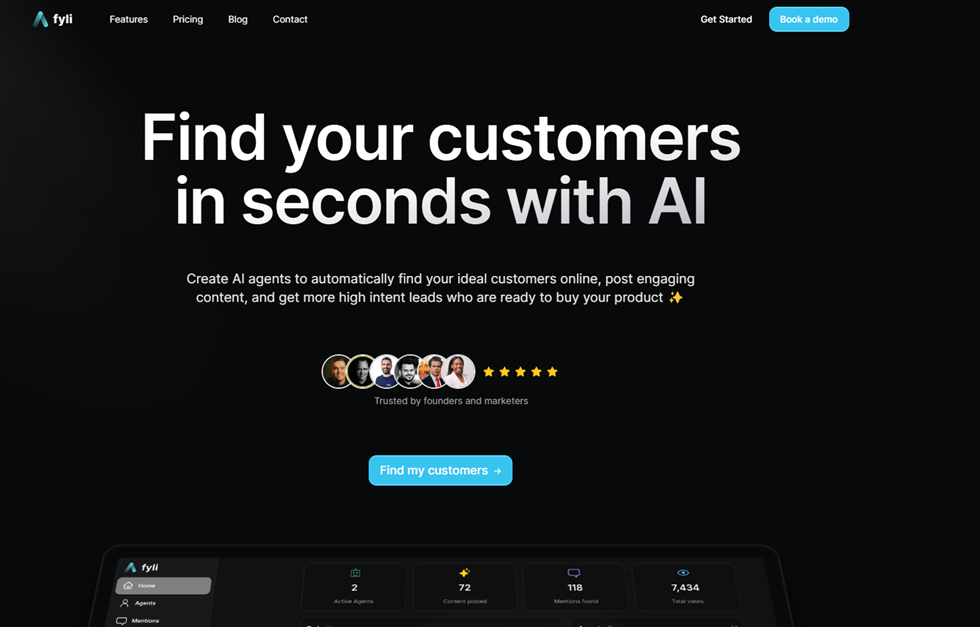 fyli
Features
Pricing
Blog
Contact
Get Started
Book a demo
Find your customers
in seconds with AI
Create AI agents to automatically find your ideal customers online, post engaging
content, and get more high intent leads who are ready to buy your product ✨
Trusted by founders and marketers
Find my customers →
fyli
Home
Agents
Mentions
2
Active Agents
72
Content posted
118
Mentions found
7,434
Total views